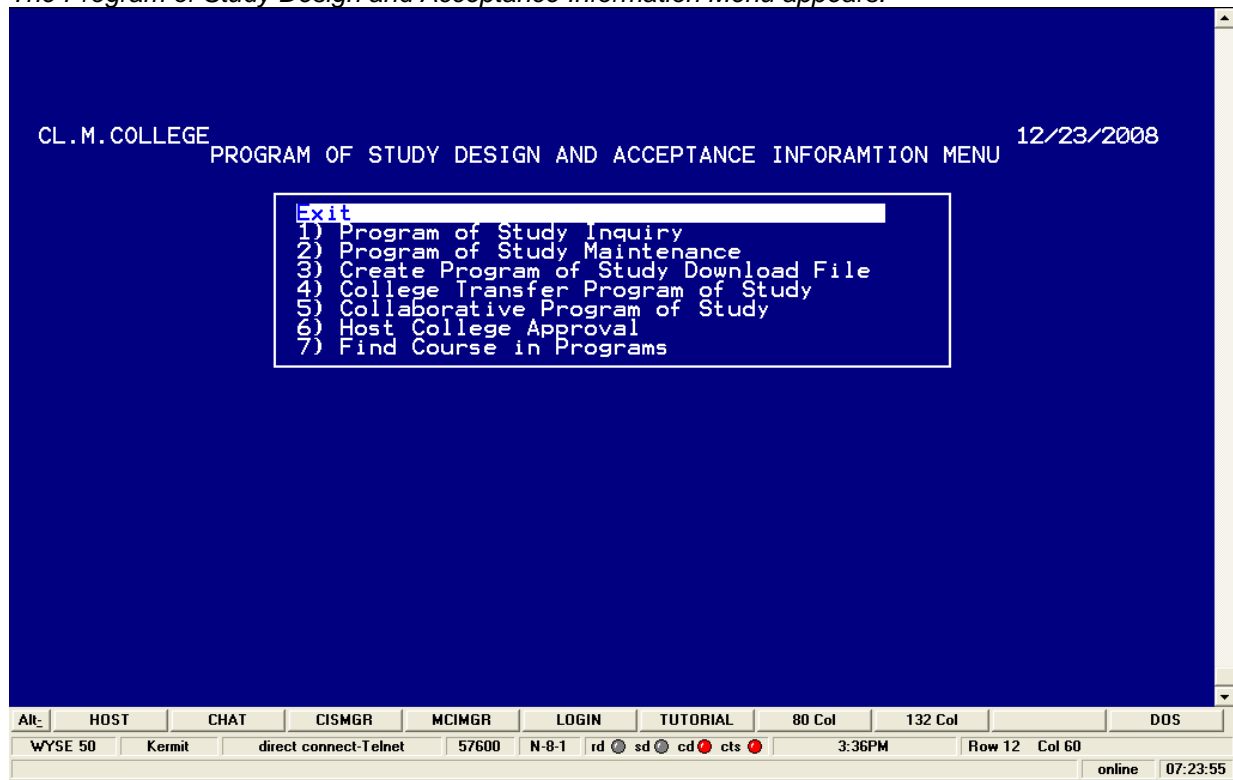 The Program of Study Design and Acceptance Information Menu appears.
CL.M.COLLEGE 12/23/2008
PROGRAM OF STUDY DESIGN AND ACCEPTANCE INFORAMTION MENU
Exit
1) Program of Study Inquiry
2) Program of Study Maintenance
3) Create Program of Study Download File
4) College Transfer Program of Study
5) Collaborative Program of Study
6) Host College Approval
7) Find Course in Programs
Alt- HOST CHAT CISMGR MCIMGR LOGIN TUTORIAL 80 Col 132 Col DOS
WYSE 50 Kermit direct connect-Telnet 57600 N-8-1 rd sd cd cts 3:36PM Row 12 Col 60
online 07:23:55